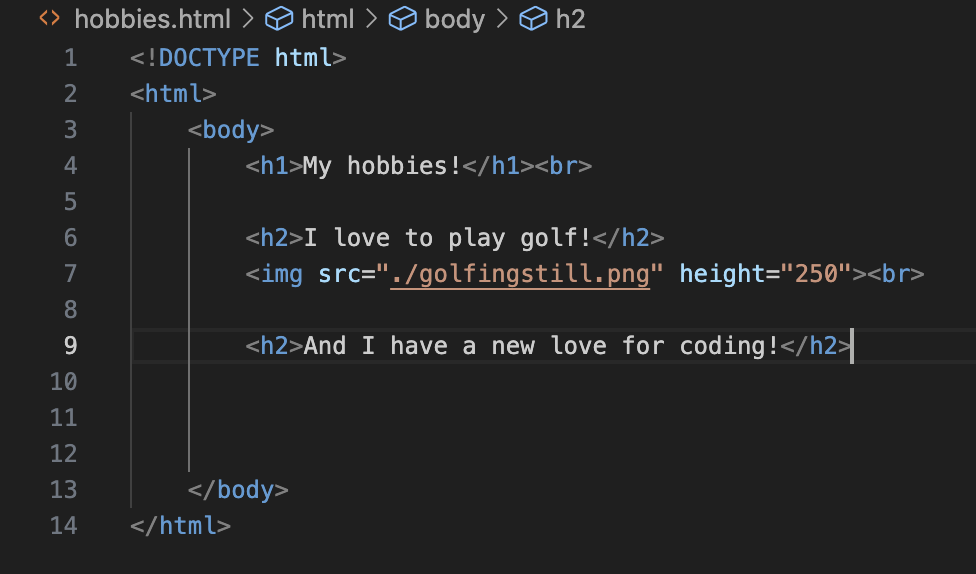 <> hobbies.html > html > body > h2
1 <!DOCTYPE html>
2 <html>
3 <body>
4 <h1>My hobbies!</h1><br>
5
6 <h2>I love to play golf!</h2>
7 <img src="./golfingstill.png" height="250"><br>
8
9 <h2>And I have a new love for coding!</h2>
10
11
12
13 </body>
14 </html>